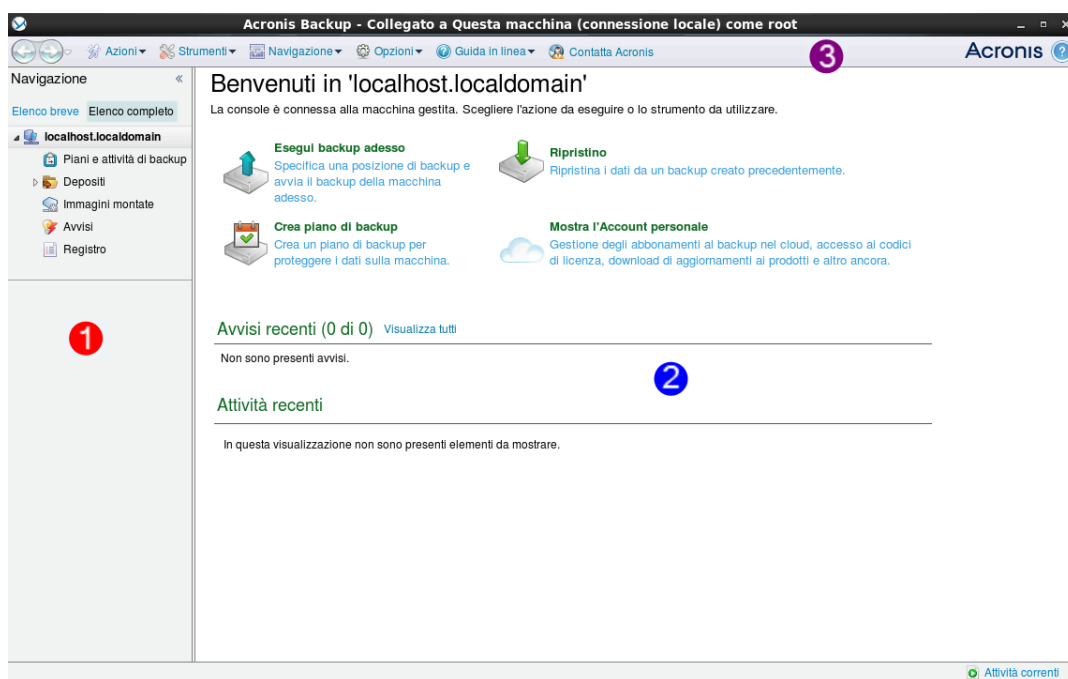 Acronis Backup - Collegato a Questa macchina (connessione locale) come root
Azioni Strumenti Navigazione Opzioni Guida in linea Contatta Acronis
3
Acronis ?
Navigazione «
Elenco breve Elenco completo
localhost.localdomain
Piani e attività di backup
Depositi
Immagini montate
Avvisi
Registro
1
Benvenuti in 'localhost.localdomain'
La console è connessa alla macchina gestita. Scegliere l'azione da eseguire o lo strumento da utilizzare.
Esegui backup adesso
Specifica una posizione di backup e
avvia il backup della macchina
adesso.
Ripristino
Ripristina i dati da un backup creato precedentemente.
Crea piano di backup
Crea un piano di backup per
proteggere i dati sulla macchina.
Mostra l'Account personale
Gestione degli abbonamenti al backup nel cloud, accesso ai codici
di licenza, download di aggiornamenti ai prodotti e altro ancora.
Avvisi recenti (0 di 0) Visualizza tutti
Non sono presenti avvisi.
2
Attività recenti
In questa visualizzazione non sono presenti elementi da mostrare.
Attività correnti